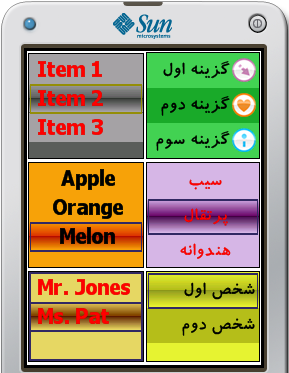 Sun
microsystems
Item 1
Item 2
Item 3
گزینه اول
گزینه دوم
گزینه سوم
Apple
Orange
Melon
سیب
پرتقال
هندوانه
Mr. Jones
Ms. Pat
شخص اول
شخص دوم